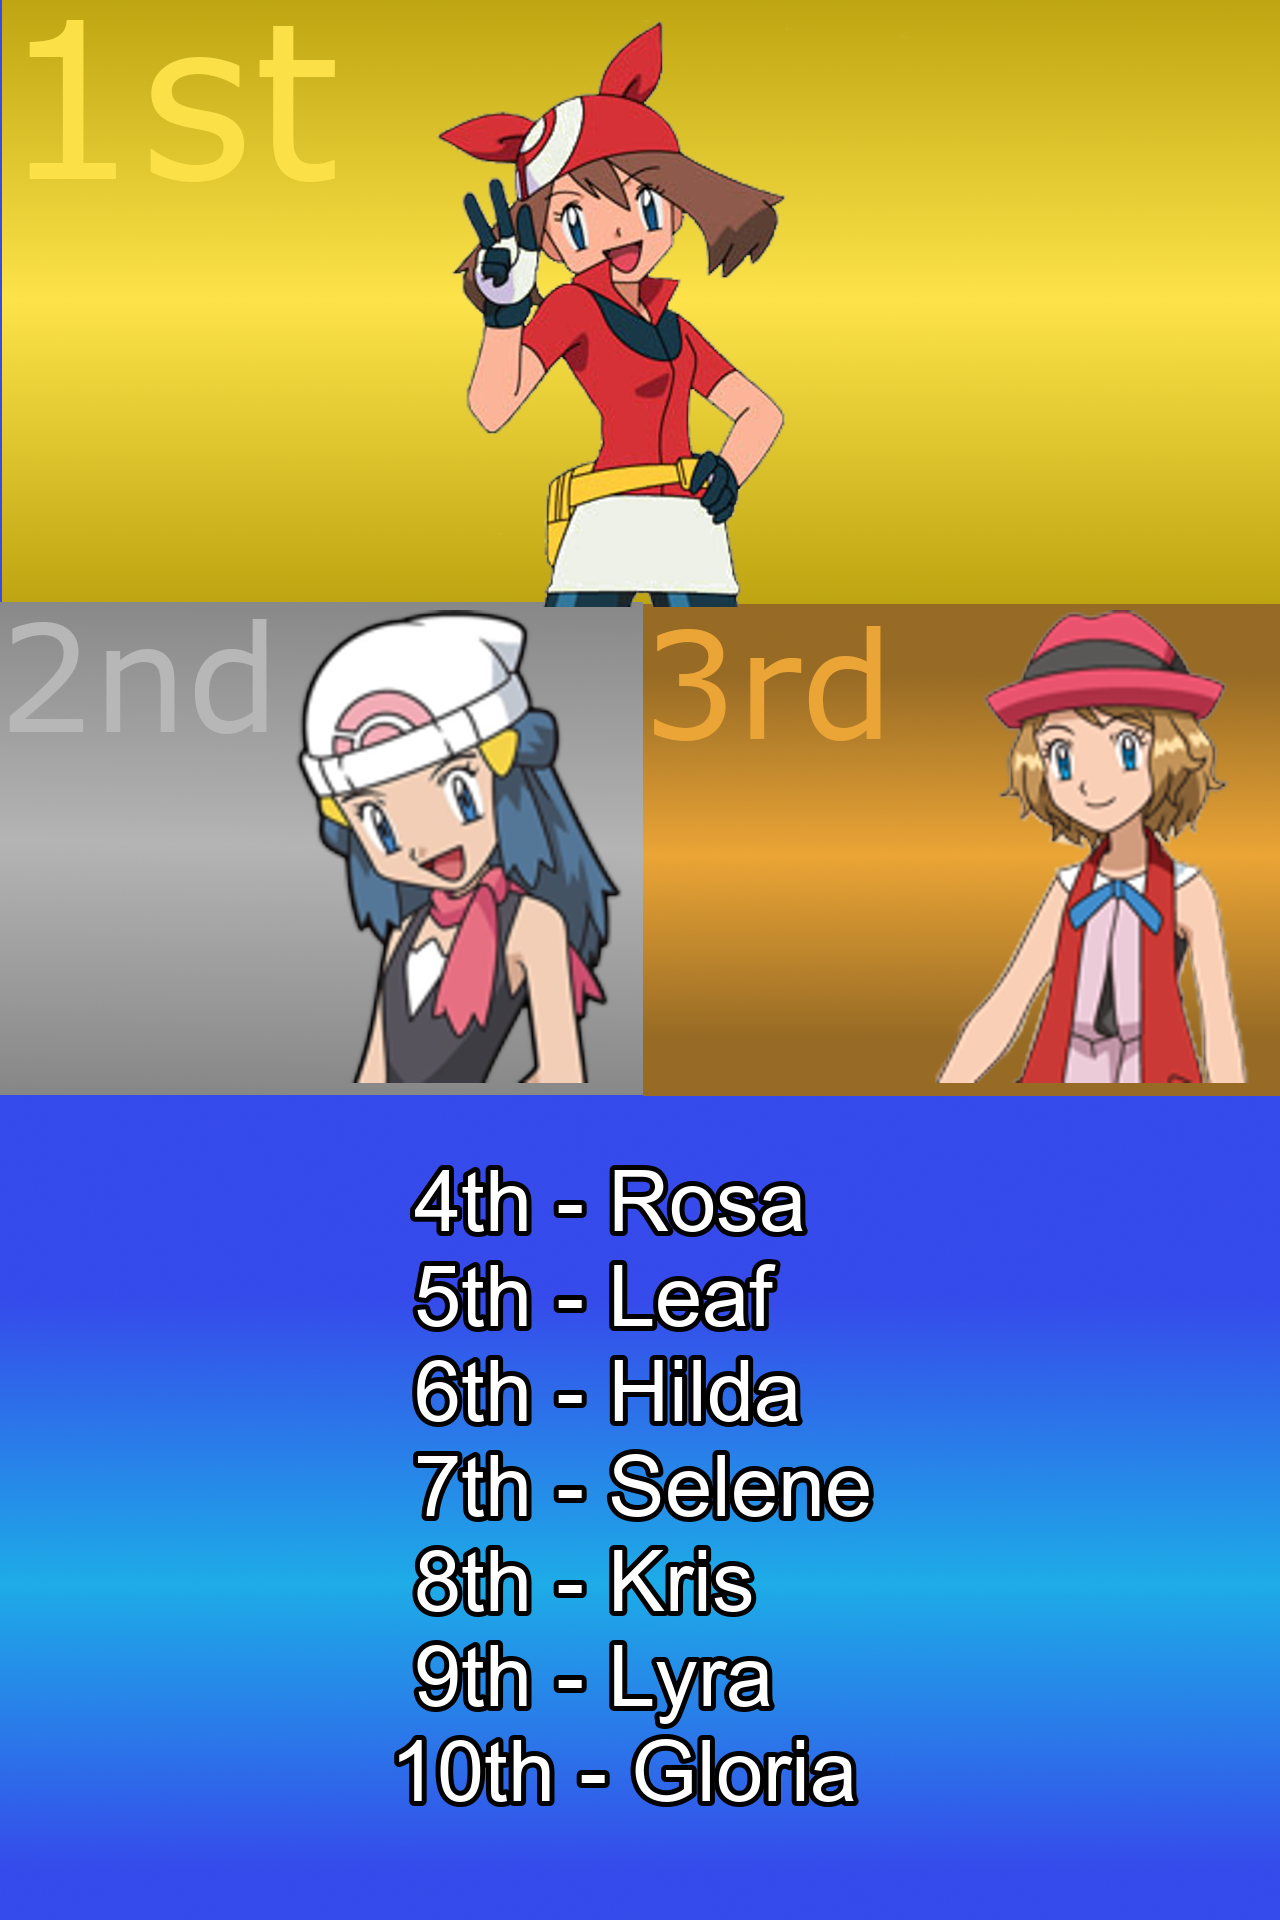 1st
2nd
3rd
4th - Rosa
5th - Leaf
6th - Hilda
7th - Selene
8th - Kris
9th - Lyra
10th - Gloria